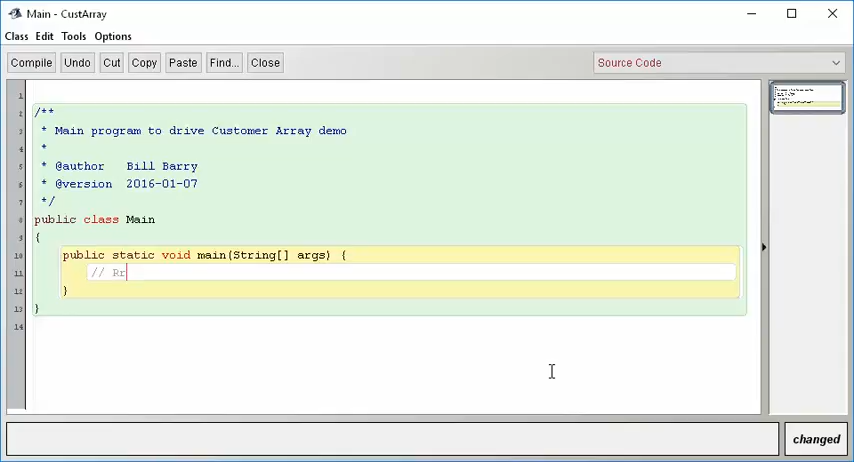 Main - CustArray
Class Edit Tools Options
Compile Undo Cut Copy Paste Find... Close Source Code
1
2 /**
3 * Main program to drive Customer Array demo
4 *
5 * @author Bill Barry
6 * @version 2016-01-07
7 */
8 public class Main
9 {
10 public static void main(String[] args) {
11 // Rr
12 }
13 }
14
changed